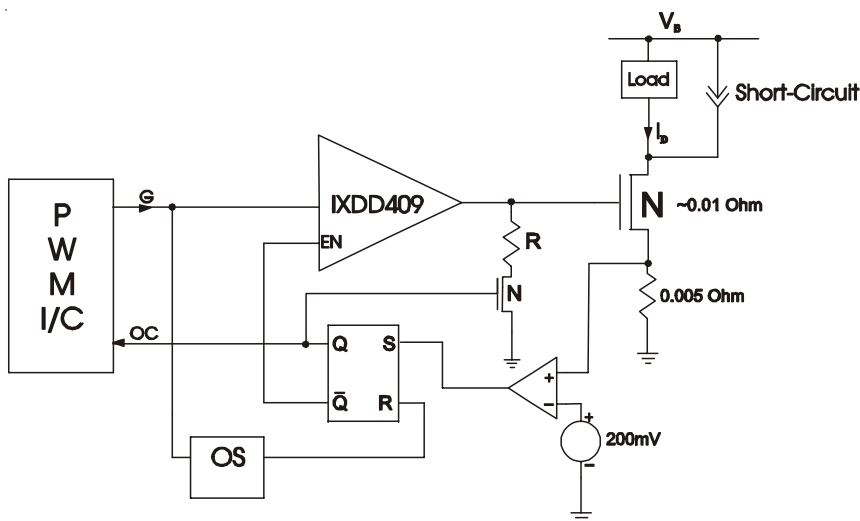 V_B
Load
Short-Circuit
I_D
G
P
W
M
I/C
IXDD409
EN
N
~0.01 Ohm
R
N
0.005 Ohm
OC
Q
S
Q̅
R
+
−
+
200mV
−
OS